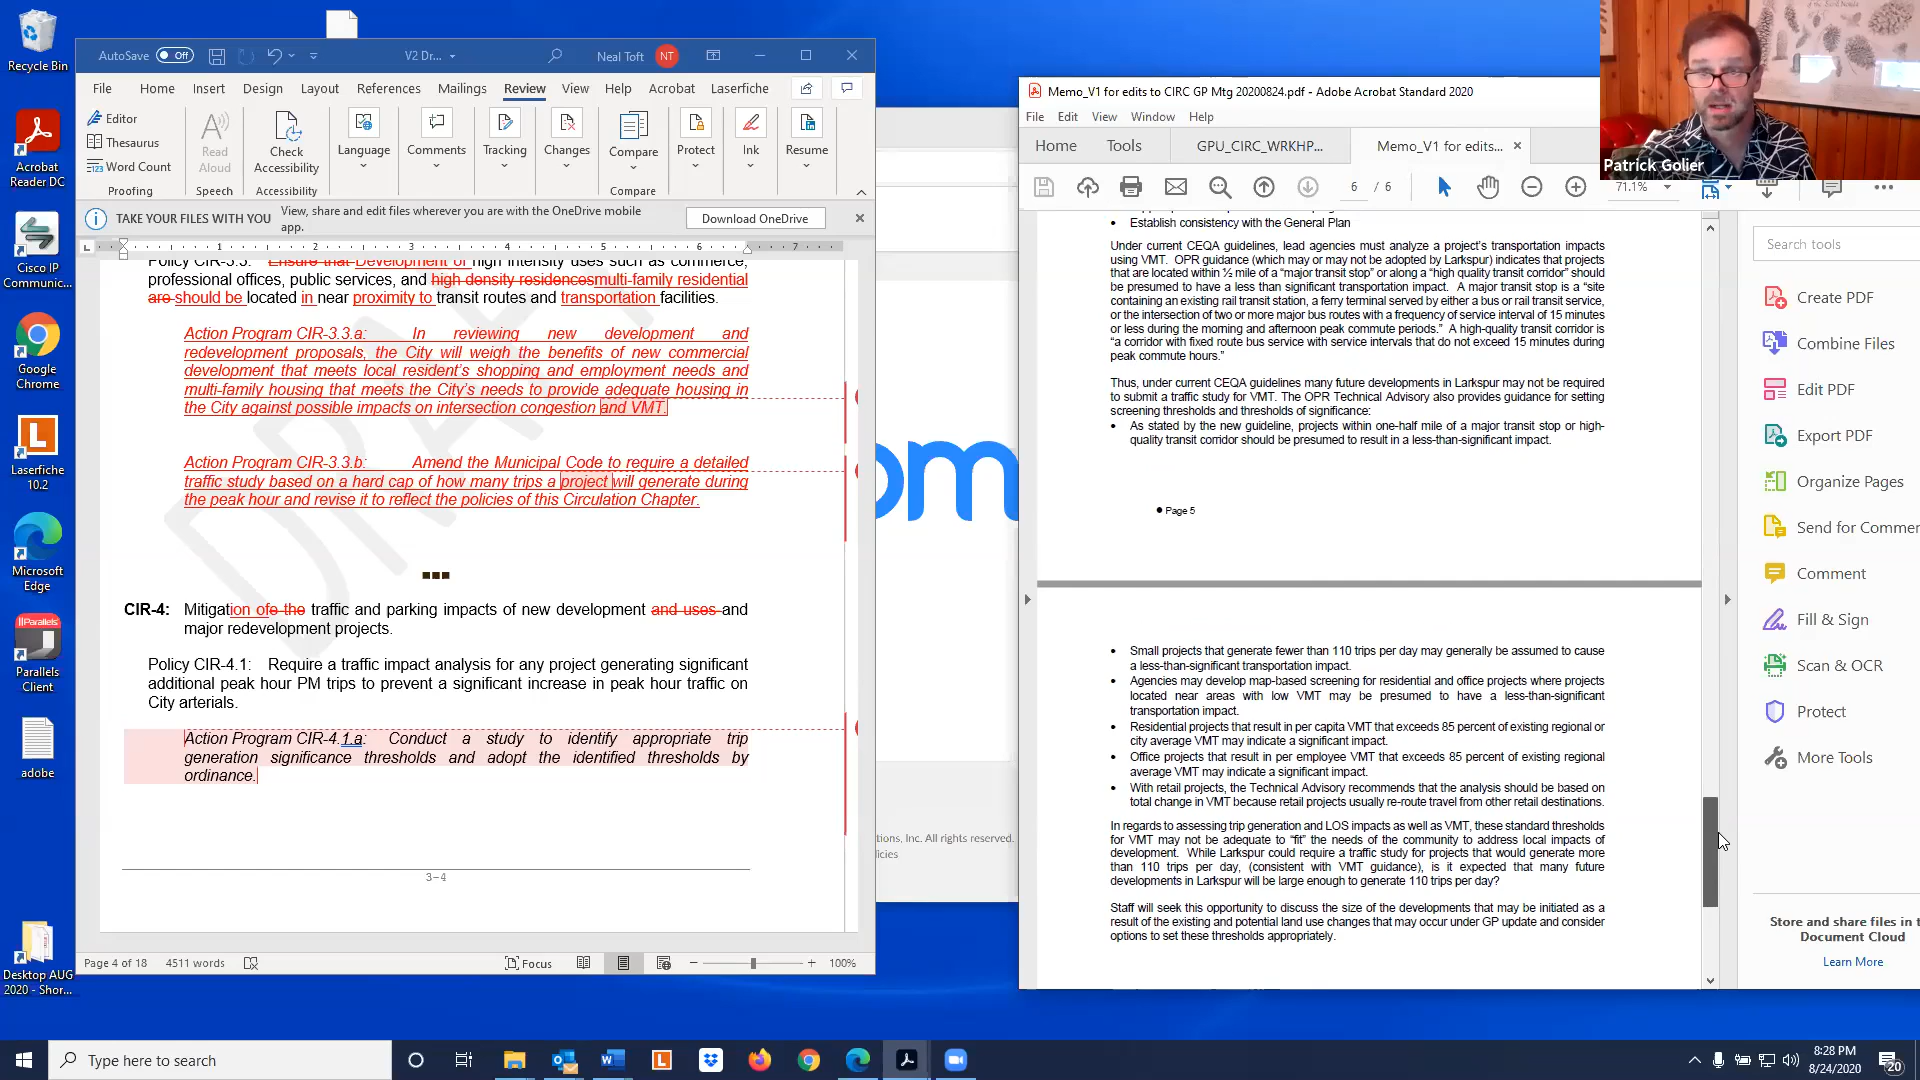 Recycle Bin
Acrobat
Reader DC
Cisco IP
Communic...
Google
Chrome
Laserfiche
10.2
Microsoft
Edge
Parallels
Client
adobe
Desktop AUG
2020 - Shor...
AutoSave Off
V2 Dr...
Neal Toft NT
File Home Insert Design Layout References Mailings Review View Help Acrobat Laserfiche
Editor
Thesaurus
Word Count
Proofing
Read
Aloud
Speech
Check
Accessibility
Accessibility
Language
Comments
Tracking
Changes
Compare
Compare
Protect
Ink
Resume
TAKE YOUR FILES WITH YOU View, share and edit files wherever you are with the OneDrive mobile
app.
Download OneDrive
1 2 3 4 5 6 7
Policy CIR-3.3: Ensure that Development of high intensity uses such as commerce,
professional offices, public services, and high density residencesmulti-family residential
are should be located in near proximity to transit routes and transportation facilities.
Action Program CIR-3.3.a: In reviewing new development and
redevelopment proposals, the City will weigh the benefits of new commercial
development that meets local resident's shopping and employment needs and
multi-family housing that meets the City's needs to provide adequate housing in
the City against possible impacts on intersection congestion and VMT.
Action Program CIR-3.3.b: Amend the Municipal Code to require a detailed
traffic study based on a hard cap of how many trips a project will generate during
the peak hour and revise it to reflect the policies of this Circulation Chapter.
DRAFT
CIR-4: Mitigation ofe the traffic and parking impacts of new development and uses and
major redevelopment projects.
Policy CIR-4.1: Require a traffic impact analysis for any project generating significant
additional peak hour PM trips to prevent a significant increase in peak hour traffic on
City arterials.
Action Program CIR-4.1.a: Conduct a study to identify appropriate trip
generation significance thresholds and adopt the identified thresholds by
ordinance.
3-4
Page 4 of 18 4511 words
Focus
100%
om
tions, Inc. All rights reserved.
licies
Memo_V1 for edits to CIRC GP Mtg 20200824.pdf - Adobe Acrobat Standard 2020
File Edit View Window Help
Home Tools GPU_CIRC_WRKHP... Memo_V1 for edits...
6 / 6
71.1%
Patrick Golier
• Establish consistency with the General Plan
Under current CEQA guidelines, lead agencies must analyze a project's transportation impacts
using VMT. OPR guidance (which may or may not be adopted by Larkspur) indicates that projects
that are located within ½ mile of a "major transit stop" or along a "high quality transit corridor" should
be presumed to have a less than significant transportation impact. A major transit stop is a "site
containing an existing rail transit station, a ferry terminal served by either a bus or rail transit service,
or the intersection of two or more major bus routes with a frequency of service interval of 15 minutes
or less during the morning and afternoon peak commute periods." A high-quality transit corridor is
"a corridor with fixed route bus service with service intervals that do not exceed 15 minutes during
peak commute hours."
Thus, under current CEQA guidelines many future developments in Larkspur may not be required
to submit a traffic study for VMT. The OPR Technical Advisory also provides guidance for setting
screening thresholds and thresholds of significance:
• As stated by the new guideline, projects within one-half mile of a major transit stop or high-
quality transit corridor should be presumed to result in a less-than-significant impact.
● Page 5
• Small projects that generate fewer than 110 trips per day may generally be assumed to cause
a less-than-significant transportation impact.
• Agencies may develop map-based screening for residential and office projects where projects
located near areas with low VMT may be presumed to have a less-than-significant
transportation impact.
• Residential projects that result in per capita VMT that exceeds 85 percent of existing regional or
city average VMT may indicate a significant impact.
• Office projects that result in per employee VMT that exceeds 85 percent of existing regional
average VMT may indicate a significant impact.
• With retail projects, the Technical Advisory recommends that the analysis should be based on
total change in VMT because retail projects usually re-route travel from other retail destinations.
In regards to assessing trip generation and LOS impacts as well as VMT, these standard thresholds
for VMT may not be adequate to "fit" the needs of the community to address local impacts of
development. While Larkspur could require a traffic study for projects that would generate more
than 110 trips per day, (consistent with VMT guidance), is it expected that many future
developments in Larkspur will be large enough to generate 110 trips per day?
Staff will seek this opportunity to discuss the size of the developments that may be initiated as a
result of the existing and potential land use changes that may occur under GP update and consider
options to set these thresholds appropriately.
Search tools
Create PDF
Combine Files
Edit PDF
Export PDF
Organize Pages
Send for Commer
Comment
Fill & Sign
Scan & OCR
Protect
More Tools
Store and share files in t
Document Cloud
Learn More
Type here to search
8:28 PM
8/24/2020
20